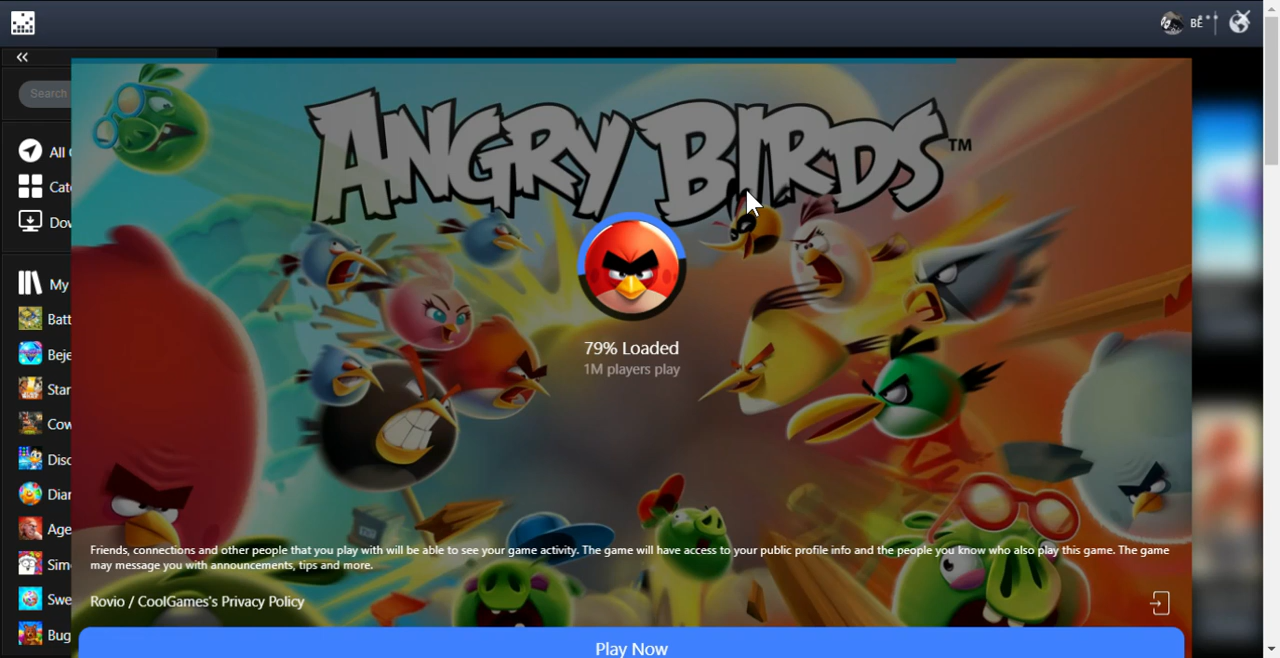 BÊ
Search
All
Cat
Dow
ANGRY BIRDS™
My
Batt
Beje
Star
Cow
Disc
Diar
Age
Sim
Swe
Bug
79% Loaded
1M players play
Friends, connections and other people that you play with will be able to see your game activity. The game will have access to your public profile info and the people you know who also play this game. The game
may message you with announcements, tips and more.
Rovio / CoolGames's Privacy Policy
Play Now